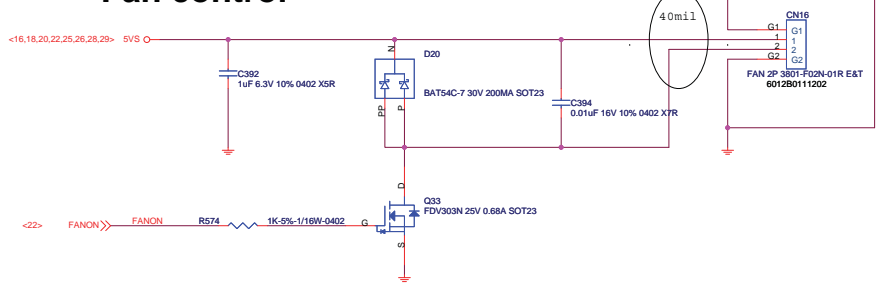 Fan control
40mil
CN16
<16,18,20,22,25,26,28,29> 5VS
G1 G1
1 1
2 2
G2 G2
N
D20
C392
1uF 6.3V 10% 0402 X5R
BAT54C-7 30V 200MA SOT23
FAN 2P 3801-F02N-01R E&T
6012B0111202
PP
P
C394
0.01uF 16V 10% 0402 X7R
D
Q33
FDV303N 25V 0.68A SOT23
<22> FANON FANON R574 1K-5%-1/16W-0402 G
S